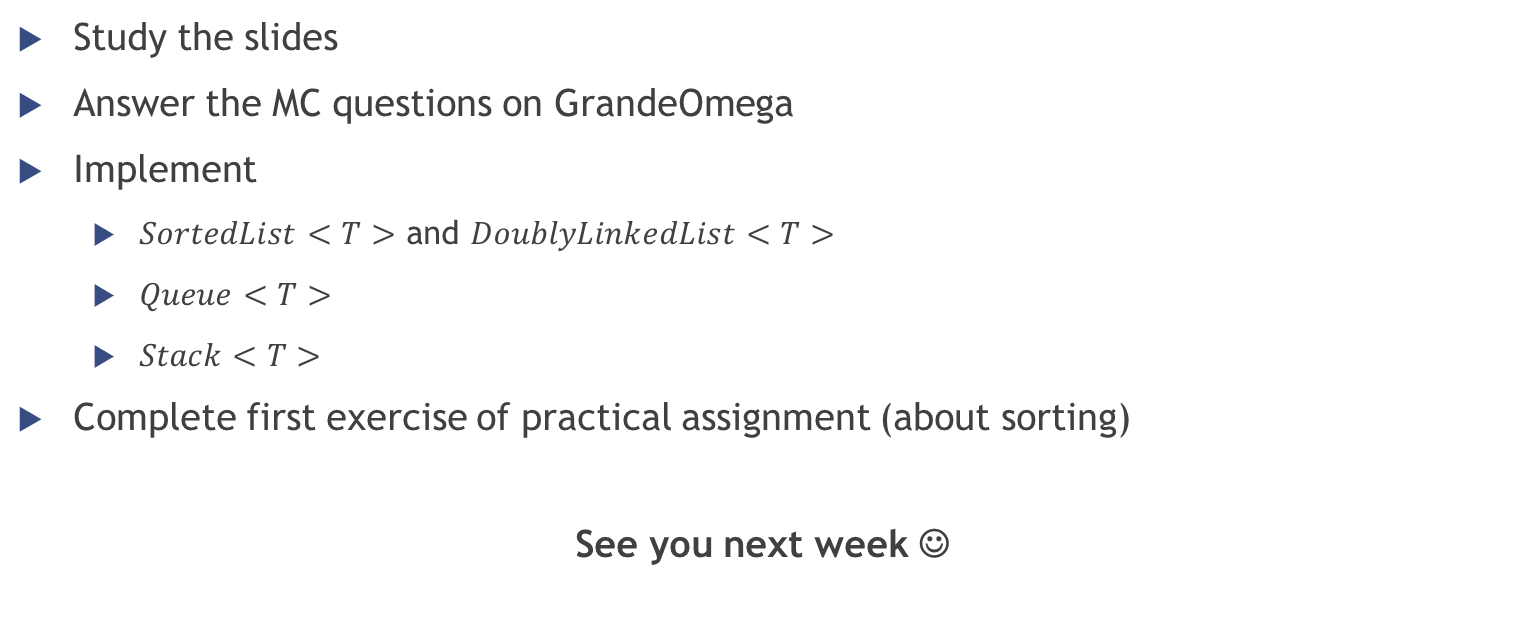 Study the slides
Answer the MC questions on GrandeOmega
Implement
SortedList < T > and DoublyLinkedList < T >
Queue < T >
Stack < T >
Complete first exercise of practical assignment (about sorting)
See you next week ☺